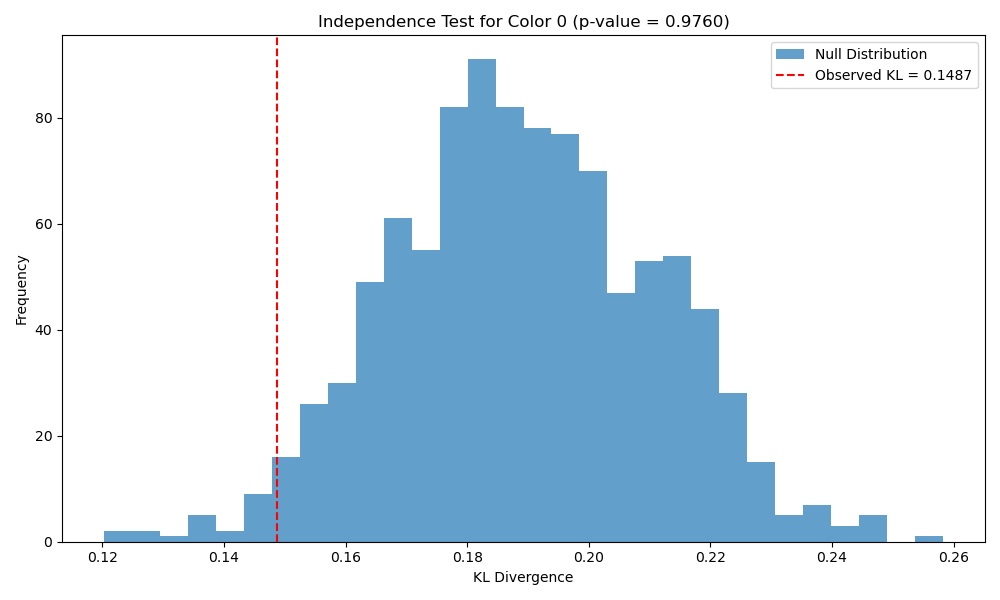 Independence Test for Color 0 (p-value = 0.9760)
Null Distribution
Observed KL = 0.1487
Frequency
80
60
40
20
0
0.12
0.14
0.16
0.18
0.20
0.22
0.24
0.26
KL Divergence